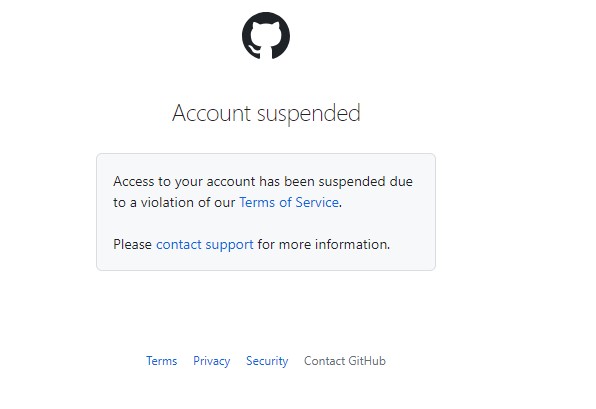 Account suspended
Access to your account has been suspended due
to a violation of our Terms of Service.
Please contact support for more information.
Terms Privacy Security Contact GitHub